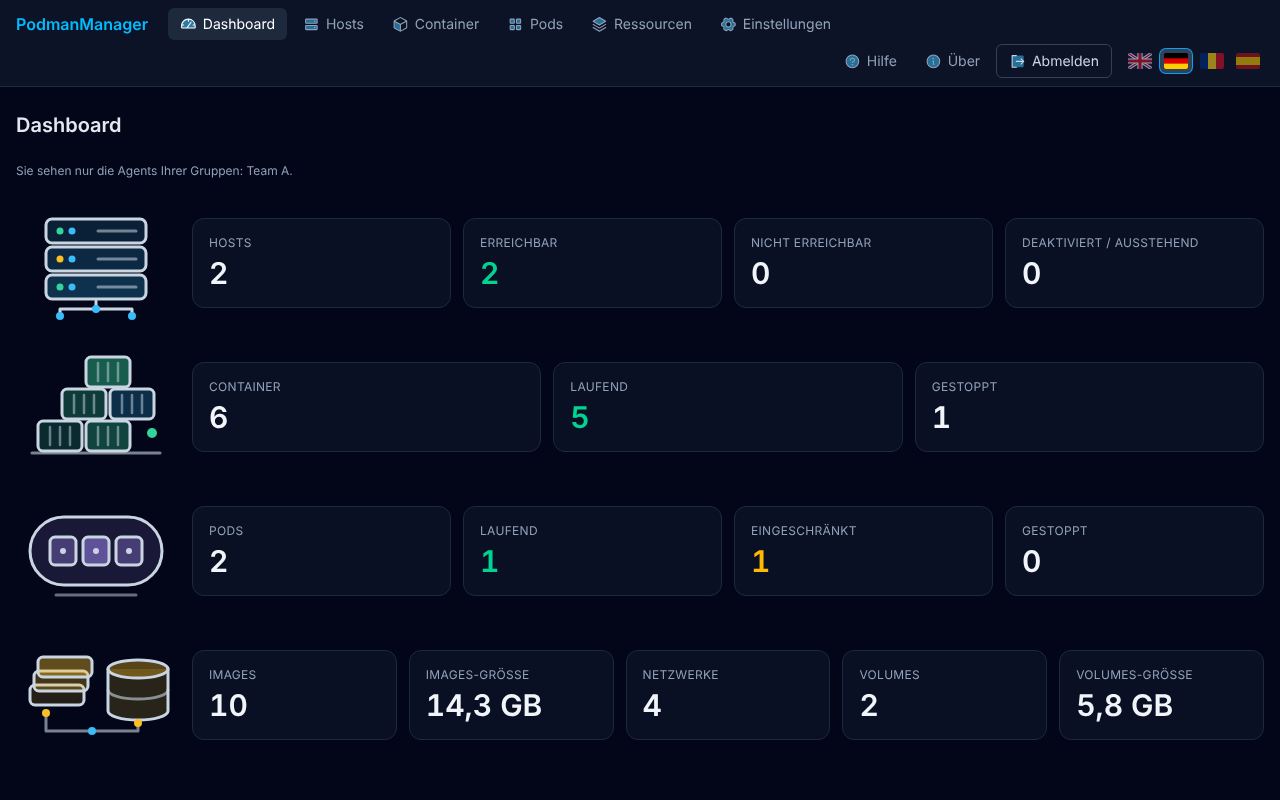 PodmanManager
Dashboard
Hosts
Container
Pods
Ressourcen
Einstellungen
Hilfe
Über
Abmelden
Dashboard
Sie sehen nur die Agents Ihrer Gruppen: Team A.
HOSTS
2
ERREICHBAR
2
NICHT ERREICHBAR
0
DEAKTIVIERT / AUSSTEHEND
0
CONTAINER
6
LAUFEND
5
GESTOPPT
1
PODS
2
LAUFEND
1
EINGESCHRÄNKT
1
GESTOPPT
0
IMAGES
10
IMAGES-GRÖSSE
14,3 GB
NETZWERKE
4
VOLUMES
2
VOLUMES-GRÖSSE
5,8 GB